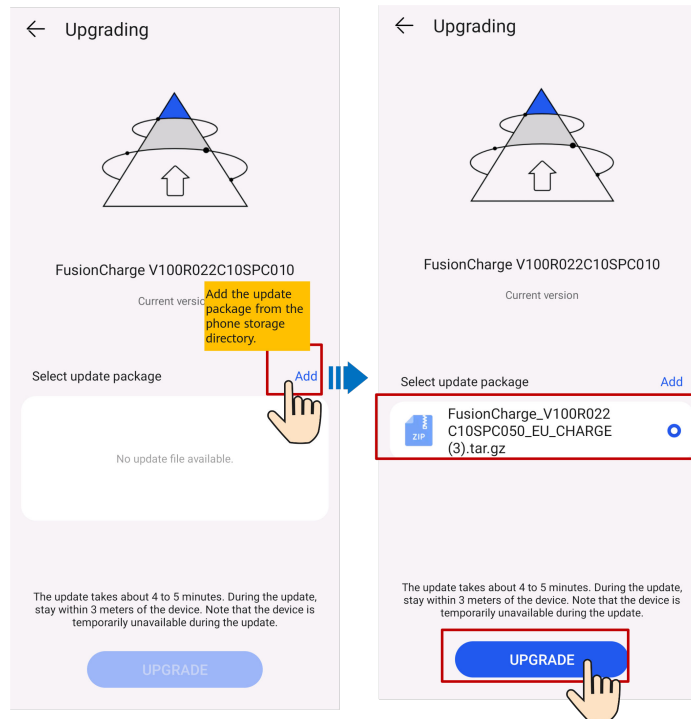 Upgrading
FusionCharge V100R022C10SPC010
Current versio
Add the update
package from the
phone storage
directory.
Select update package
Add
No update file available.
The update takes about 4 to 5 minutes. During the update,
stay within 3 meters of the device. Note that the device is
temporarily unavailable during the update.
UPGRADE
Upgrading
FusionCharge V100R022C10SPC010
Current version
Select update package
Add
ZIP
FusionCharge_V100R022
C10SPC050_EU_CHARGE
(3).tar.gz
The update takes about 4 to 5 minutes. During the update,
stay within 3 meters of the device. Note that the device is
temporarily unavailable during the update.
UPGRADE